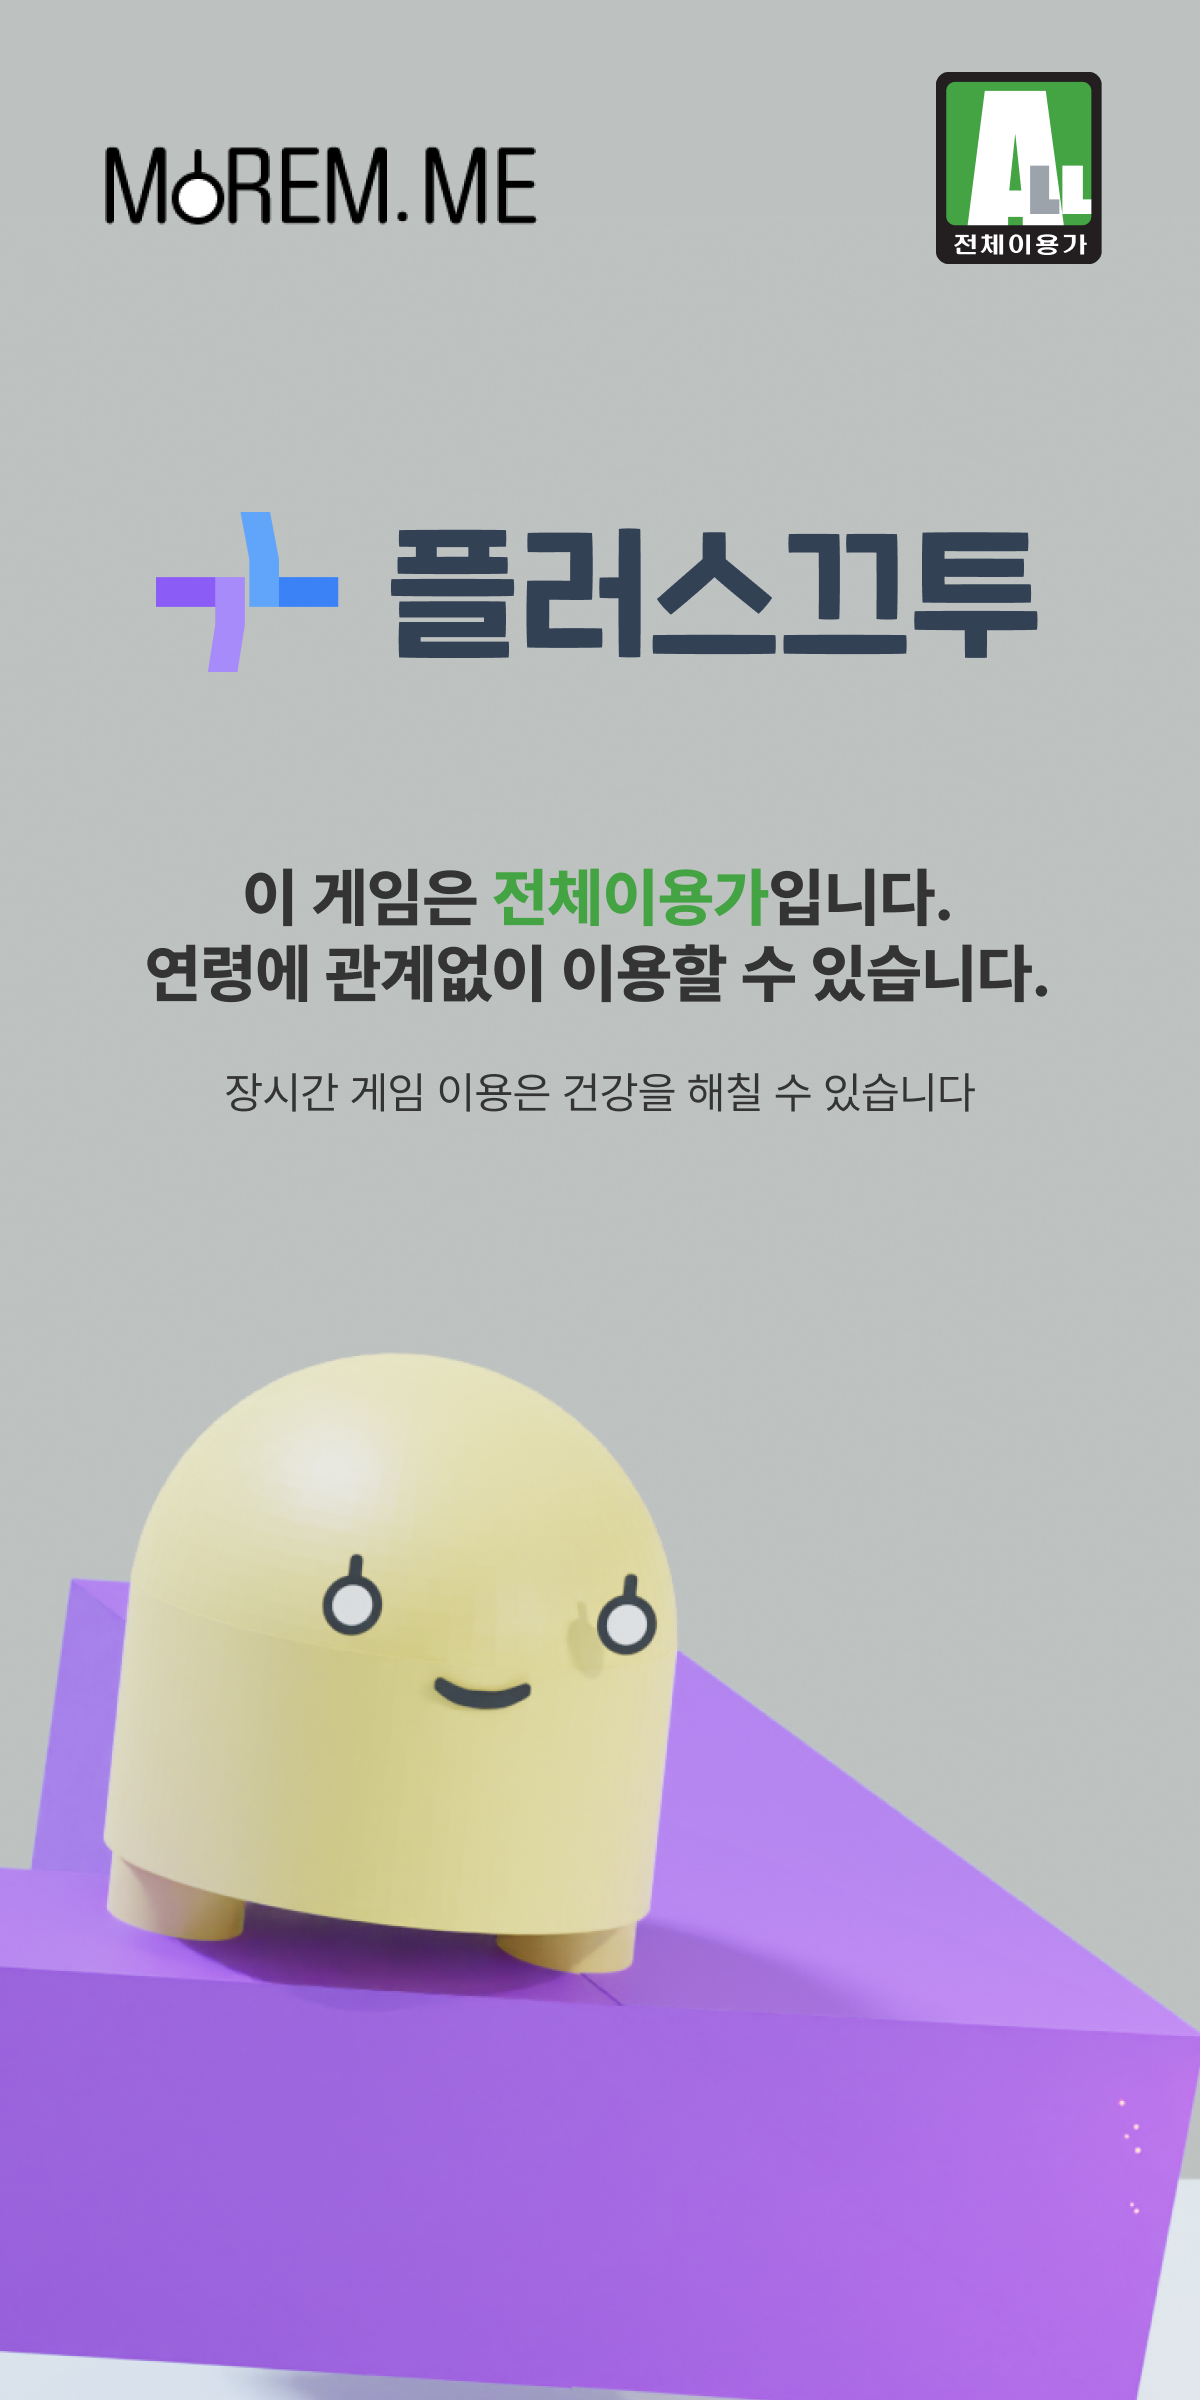 MOREM.ME
ALL
전체이용가
플러스끄투
이 게임은 전체이용가입니다.
연령에 관계없이 이용할 수 있습니다.
장시간 게임 이용은 건강을 해칠 수 있습니다